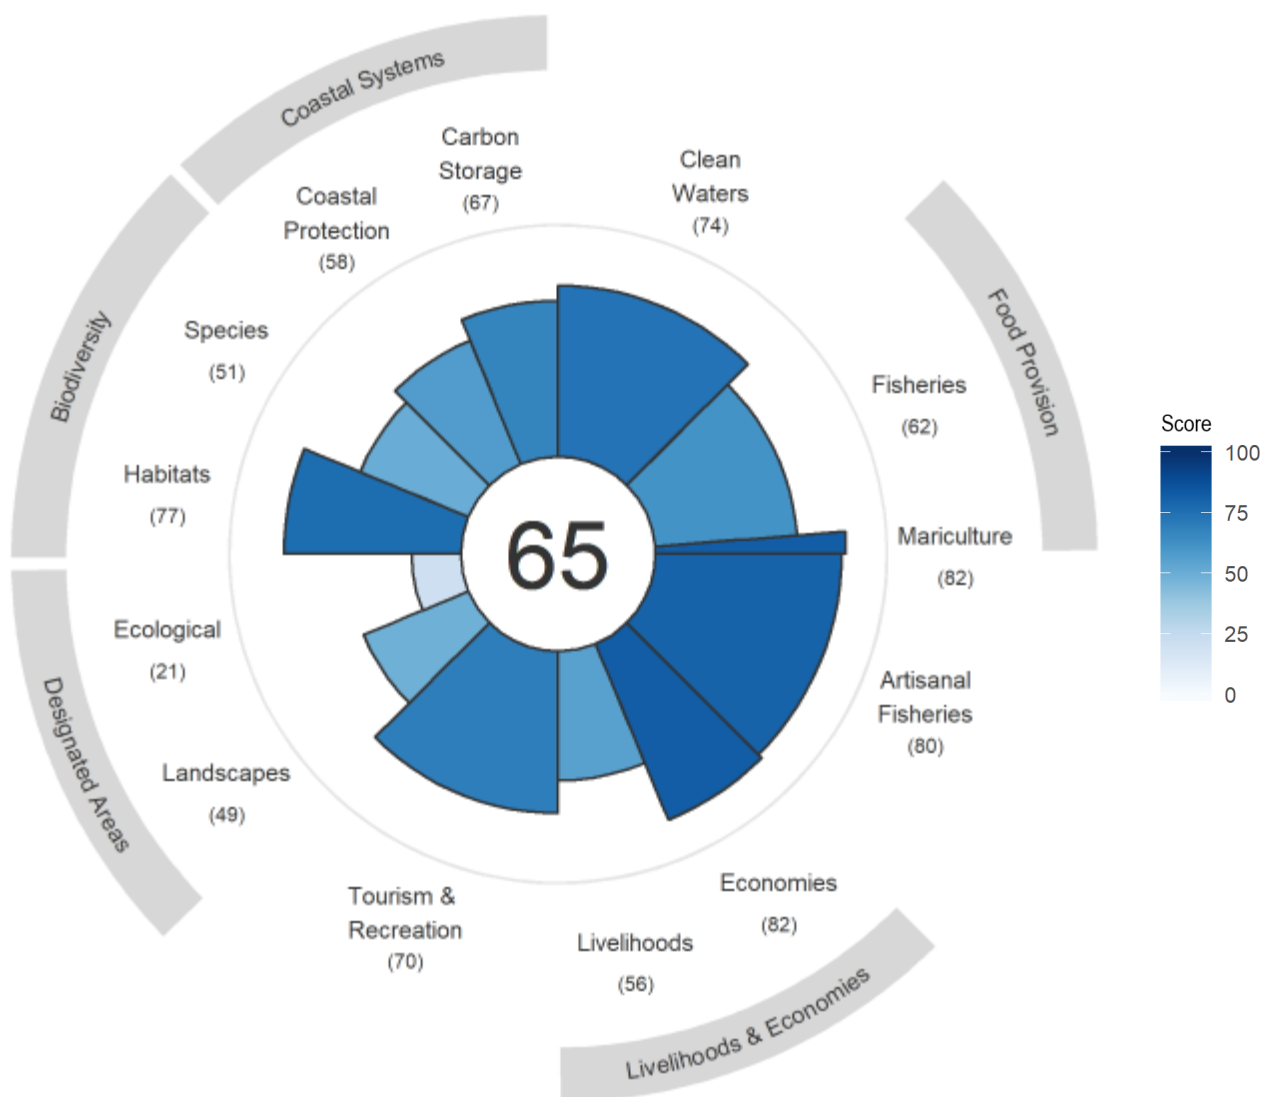 Coastal Systems
Carbon
Storage
(67)
Clean
Waters
(74)
Coastal
Protection
(58)
Food Provision
Biodiversity
Species
(51)
Fisheries
(62)
Habitats
(77)
65
Mariculture
(82)
Score
100
75
50
25
0
Ecological
(21)
Artisanal
Fisheries
(80)
Designated Areas
Landscapes
(49)
Tourism &
Recreation
(70)
Livelihoods
(56)
Economies
(82)
Livelihoods & Economies